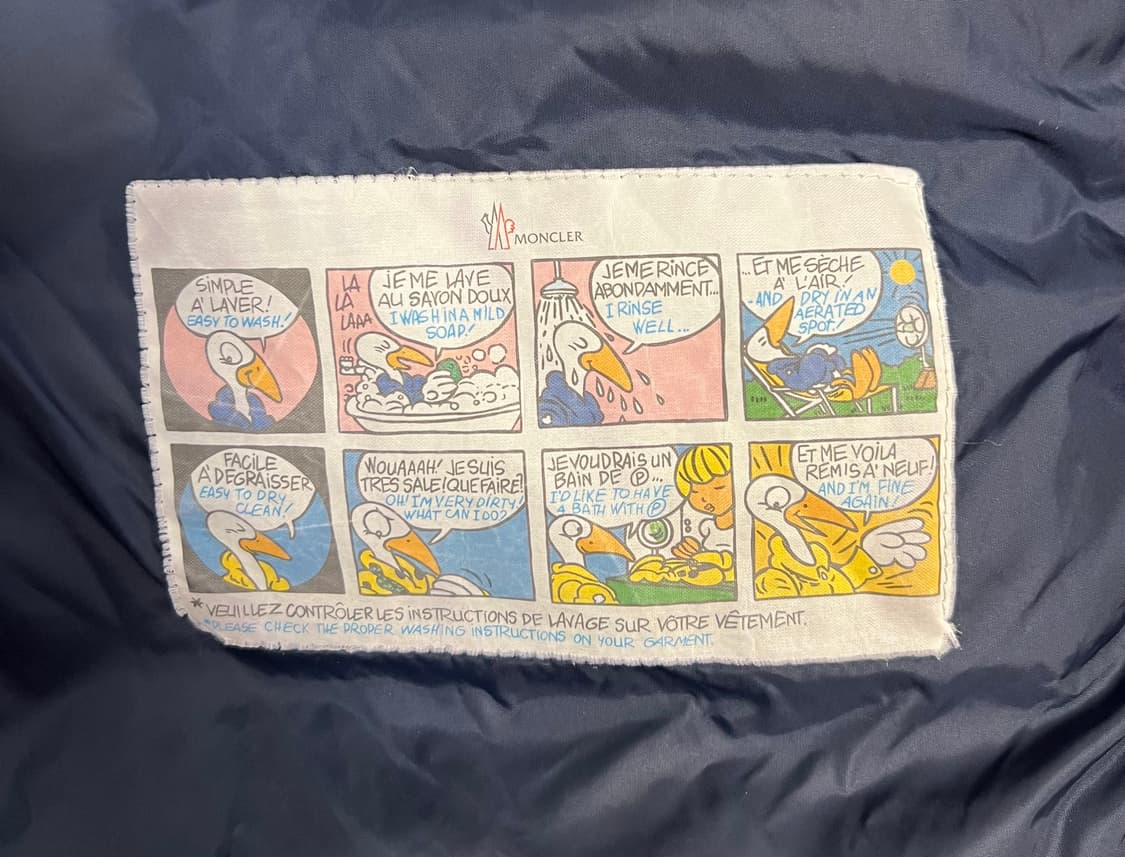 MONCLER
SIMPLE
A' LAVER!
EASY TO WASH!
LA
LA
LAAA
JE ME LAVE
AU SAVON DOUX
I WASH IN A MILD
SOAP!
JE ME RINCE
ABONDAMMENT...
I RINSE
WELL...
...ET ME SÈCHE
A' L'AIR!
-AND DRY IN AN
AERATED
SPOT!
FACILE
A' DEGRAISSER
EASY TO DRY
CLEAN!
WOUAAAH! JE SUIS
TRES SALE! QUE FAIRE?
OH! I'M VERY DIRTY!
WHAT CAN I DO?
JE VOUDRAIS UN
BAIN DE Ⓟ...
I'D LIKE TO HAVE
A BATH WITH Ⓟ
ET ME VOILA
REMIS A' NEUF!
AND I'M FINE
AGAIN!
* VEUILLEZ CONTRÔLER LES INSTRUCTIONS DE LAVAGE SUR VÔTRE VÊTEMENT.
*PLEASE CHECK THE PROPER WASHING INSTRUCTIONS ON YOUR GARMENT.